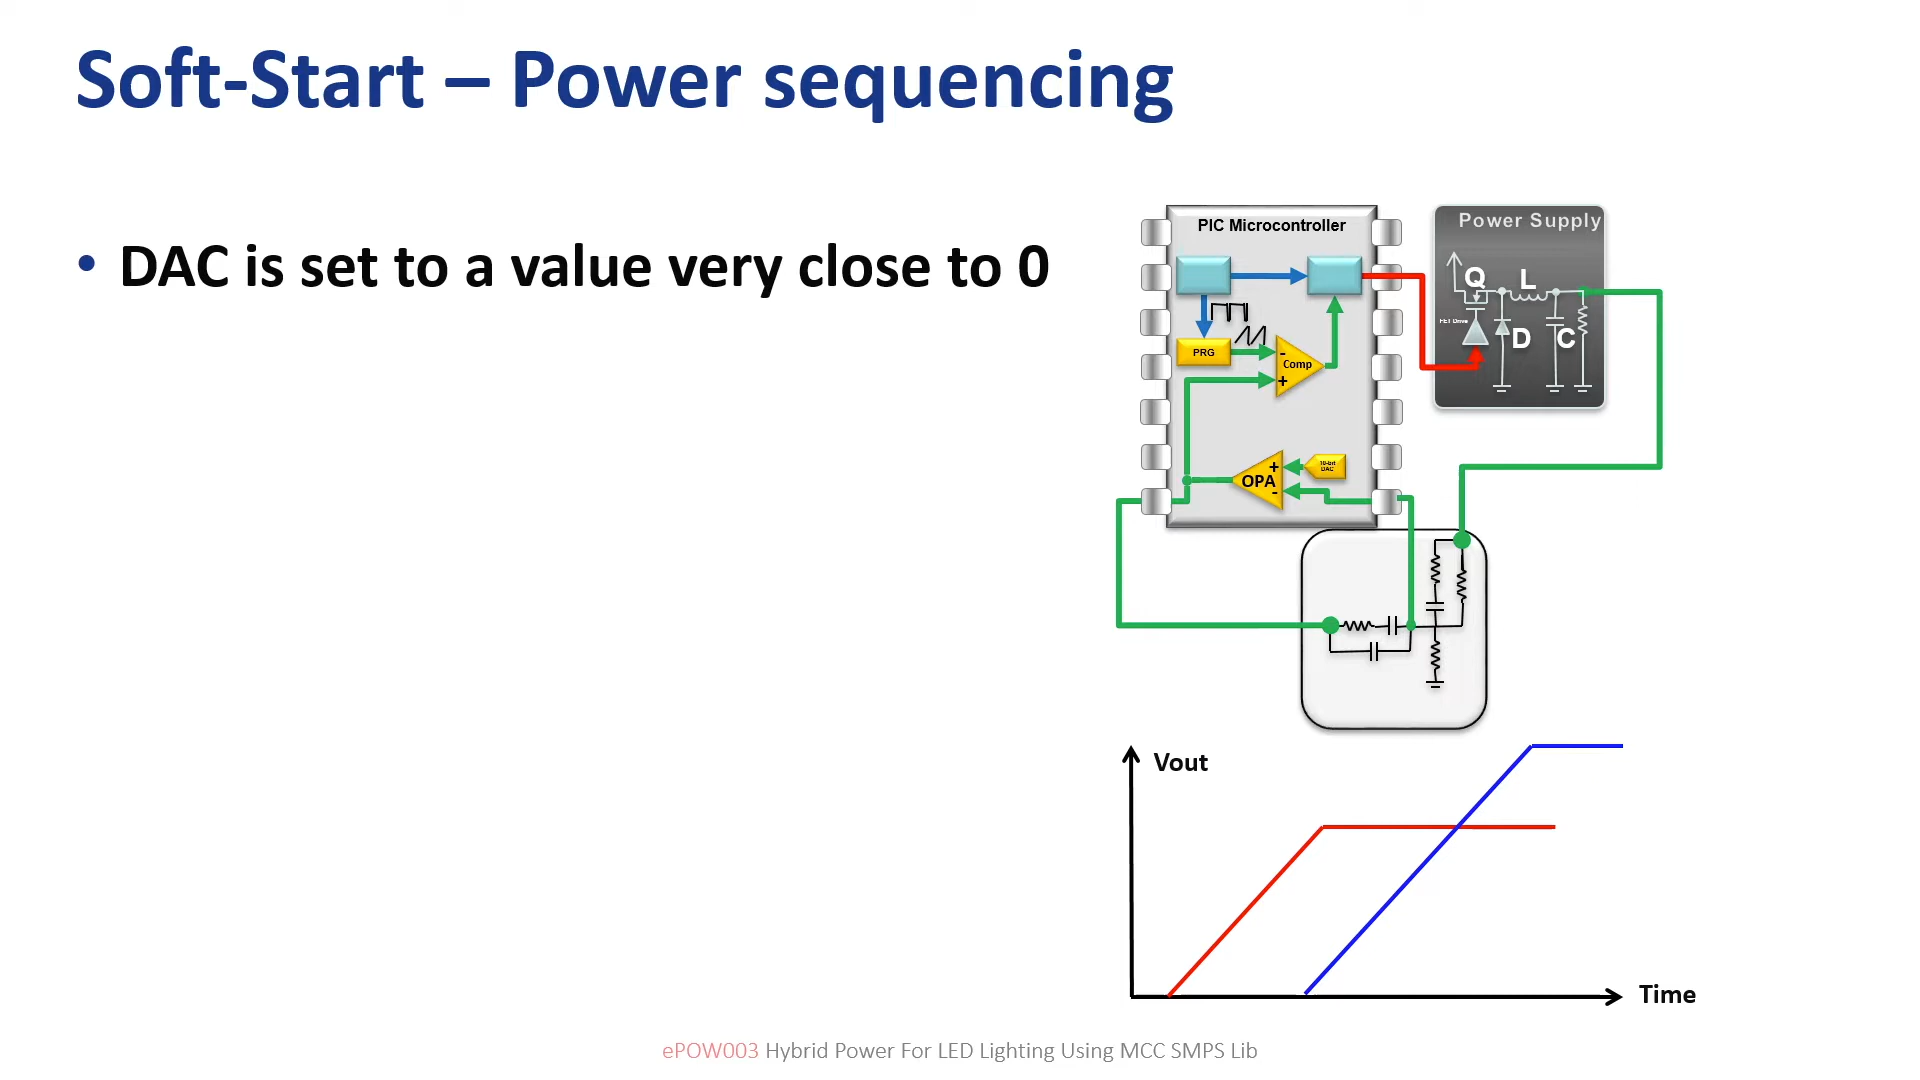 Soft-Start – Power sequencing
• DAC is set to a value very close to 0
PIC Microcontroller
Power Supply
Q
L
FET Drive
D
C
PRG
-
Comp
+
10-bit
DAC
+
OPA
-
Vout
Time
ePOW003 Hybrid Power For LED Lighting Using MCC SMPS Lib